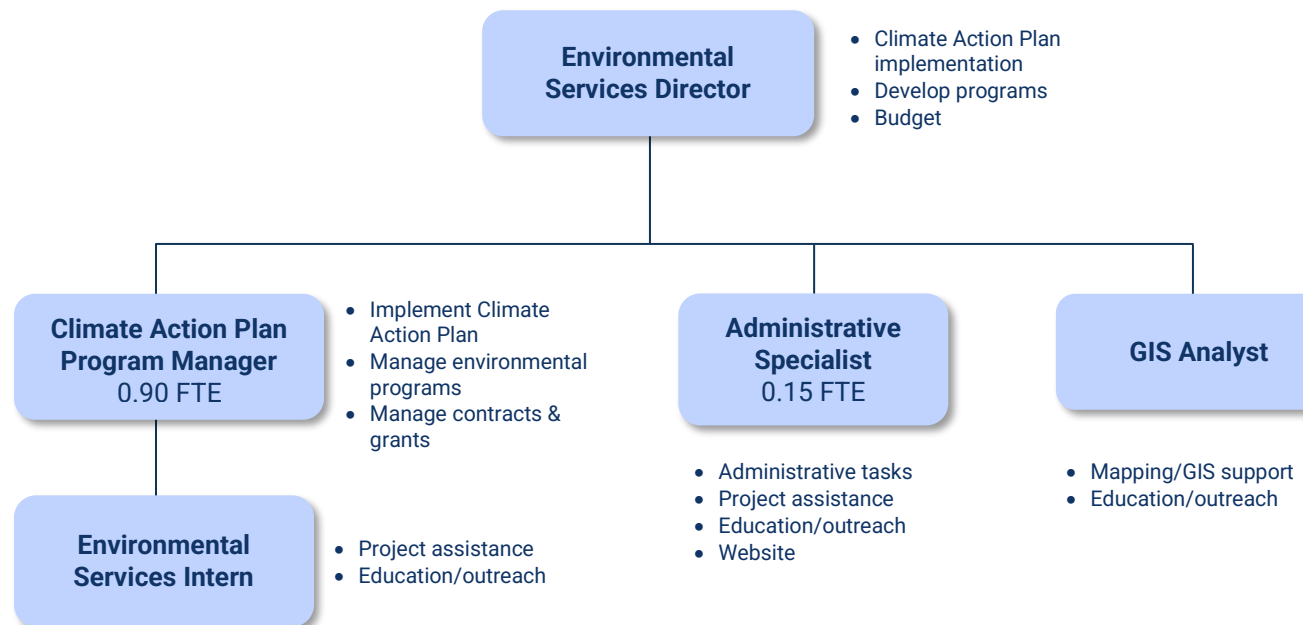 Environmental
Services Director
• Climate Action Plan
implementation
• Develop programs
• Budget
Climate Action Plan
Program Manager
0.90 FTE
• Implement Climate
Action Plan
• Manage environmental
programs
• Manage contracts &
grants
Administrative
Specialist
0.15 FTE
• Administrative tasks
• Project assistance
• Education/outreach
• Website
GIS Analyst
• Mapping/GIS support
• Education/outreach
Environmental
Services Intern
• Project assistance
• Education/outreach